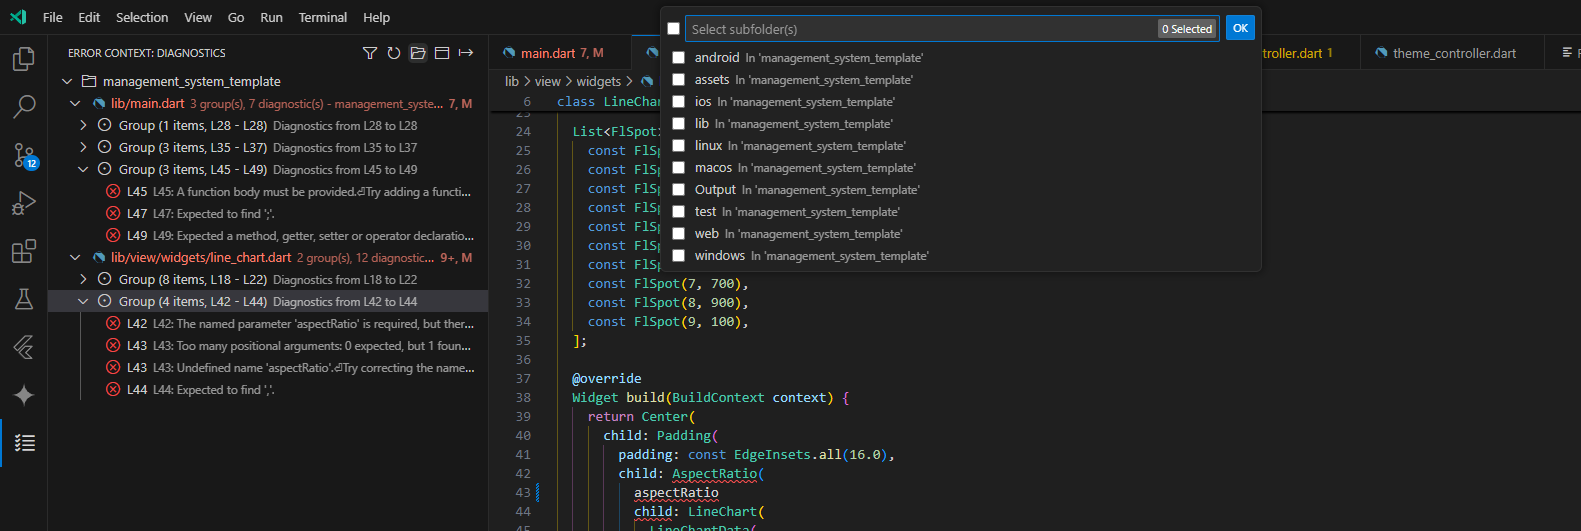 File Edit Selection View Go Run Terminal Help
ERROR CONTEXT: DIAGNOSTICS
management_system_template
lib/main.dart 3 group(s), 7 diagnostic(s) - management_syste... 7, M
Group (1 items, L28 - L28) Diagnostics from L28 to L28
Group (3 items, L35 - L37) Diagnostics from L35 to L37
Group (3 items, L45 - L49) Diagnostics from L45 to L49
L45 L45: A function body must be provided.⏎Try adding a functi...
L47 L47: Expected to find ';'.
L49 L49: Expected a method, getter, setter or operator declaratio...
lib/view/widgets/line_chart.dart 2 group(s), 12 diagnostic... 9+, M
Group (8 items, L18 - L22) Diagnostics from L18 to L22
Group (4 items, L42 - L44) Diagnostics from L42 to L44
L42 L42: The named parameter 'aspectRatio' is required, but ther...
L43 L43: Too many positional arguments: 0 expected, but 1 foun...
L43 L43: Undefined name 'aspectRatio'.⏎Try correcting the name...
L44 L44: Expected to find ','.
12
Select subfolder(s) 0 Selected OK
android In 'management_system_template'
assets In 'management_system_template'
ios In 'management_system_template'
lib In 'management_system_template'
linux In 'management_system_template'
macos In 'management_system_template'
Output In 'management_system_template'
test In 'management_system_template'
web In 'management_system_template'
windows In 'management_system_template'
main.dart 7, M
troller.dart 1
theme_controller.dart
lib > view > widgets >
6 class LineChar
24 List<FlSpot>
25 const FlSp
26 const FlSp
27 const FlSp
28 const FlSp
29 const FlSp
30 const FlSp
31 const FlSp
32 const FlSpot(7, 700),
33 const FlSpot(8, 900),
34 const FlSpot(9, 100),
35 ];
36
37 @override
38 Widget build(BuildContext context) {
39 return Center(
40 child: Padding(
41 padding: const EdgeInsets.all(16.0),
42 child: AspectRatio(
43 aspectRatio
44 child: LineChart(
45 LineChartData(